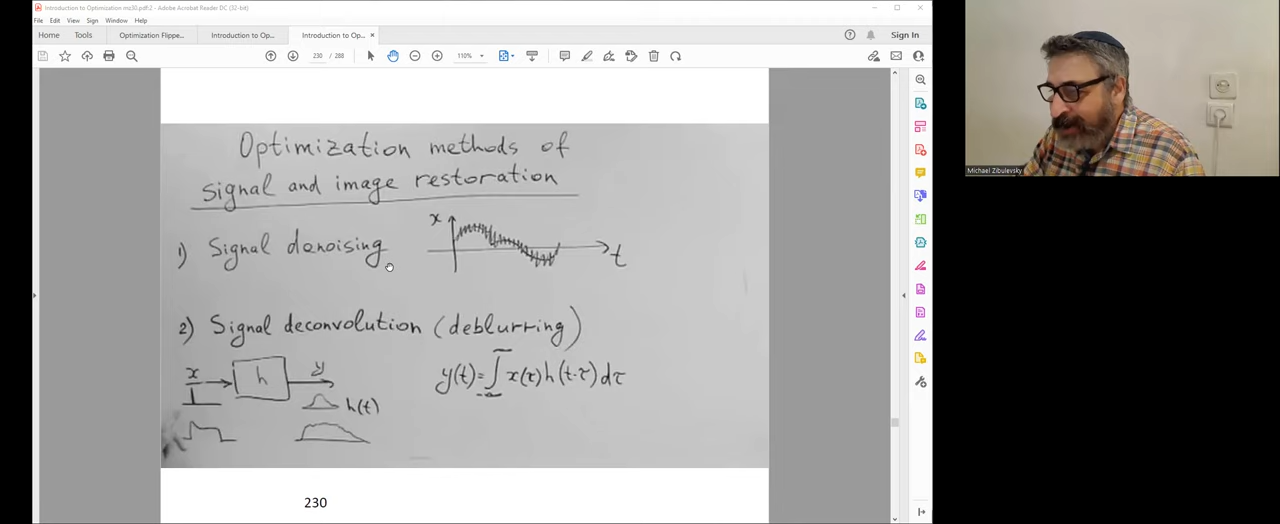 Introduction to Optimization mz30.pdf:2 - Adobe Acrobat Reader DC (32-bit)
File Edit View Sign Window Help
Home Tools Optimization Flippe... Introduction to Op... Introduction to Op... × Sign In
230 / 288 110%
Optimization methods of
signal and image restoration
1) Signal denoising
x
t
2) Signal deconvolution (deblurring)
x h y
y(t)=∫ x(τ)h(t-τ)dτ
h(t)
230
Michael Zibulevsky